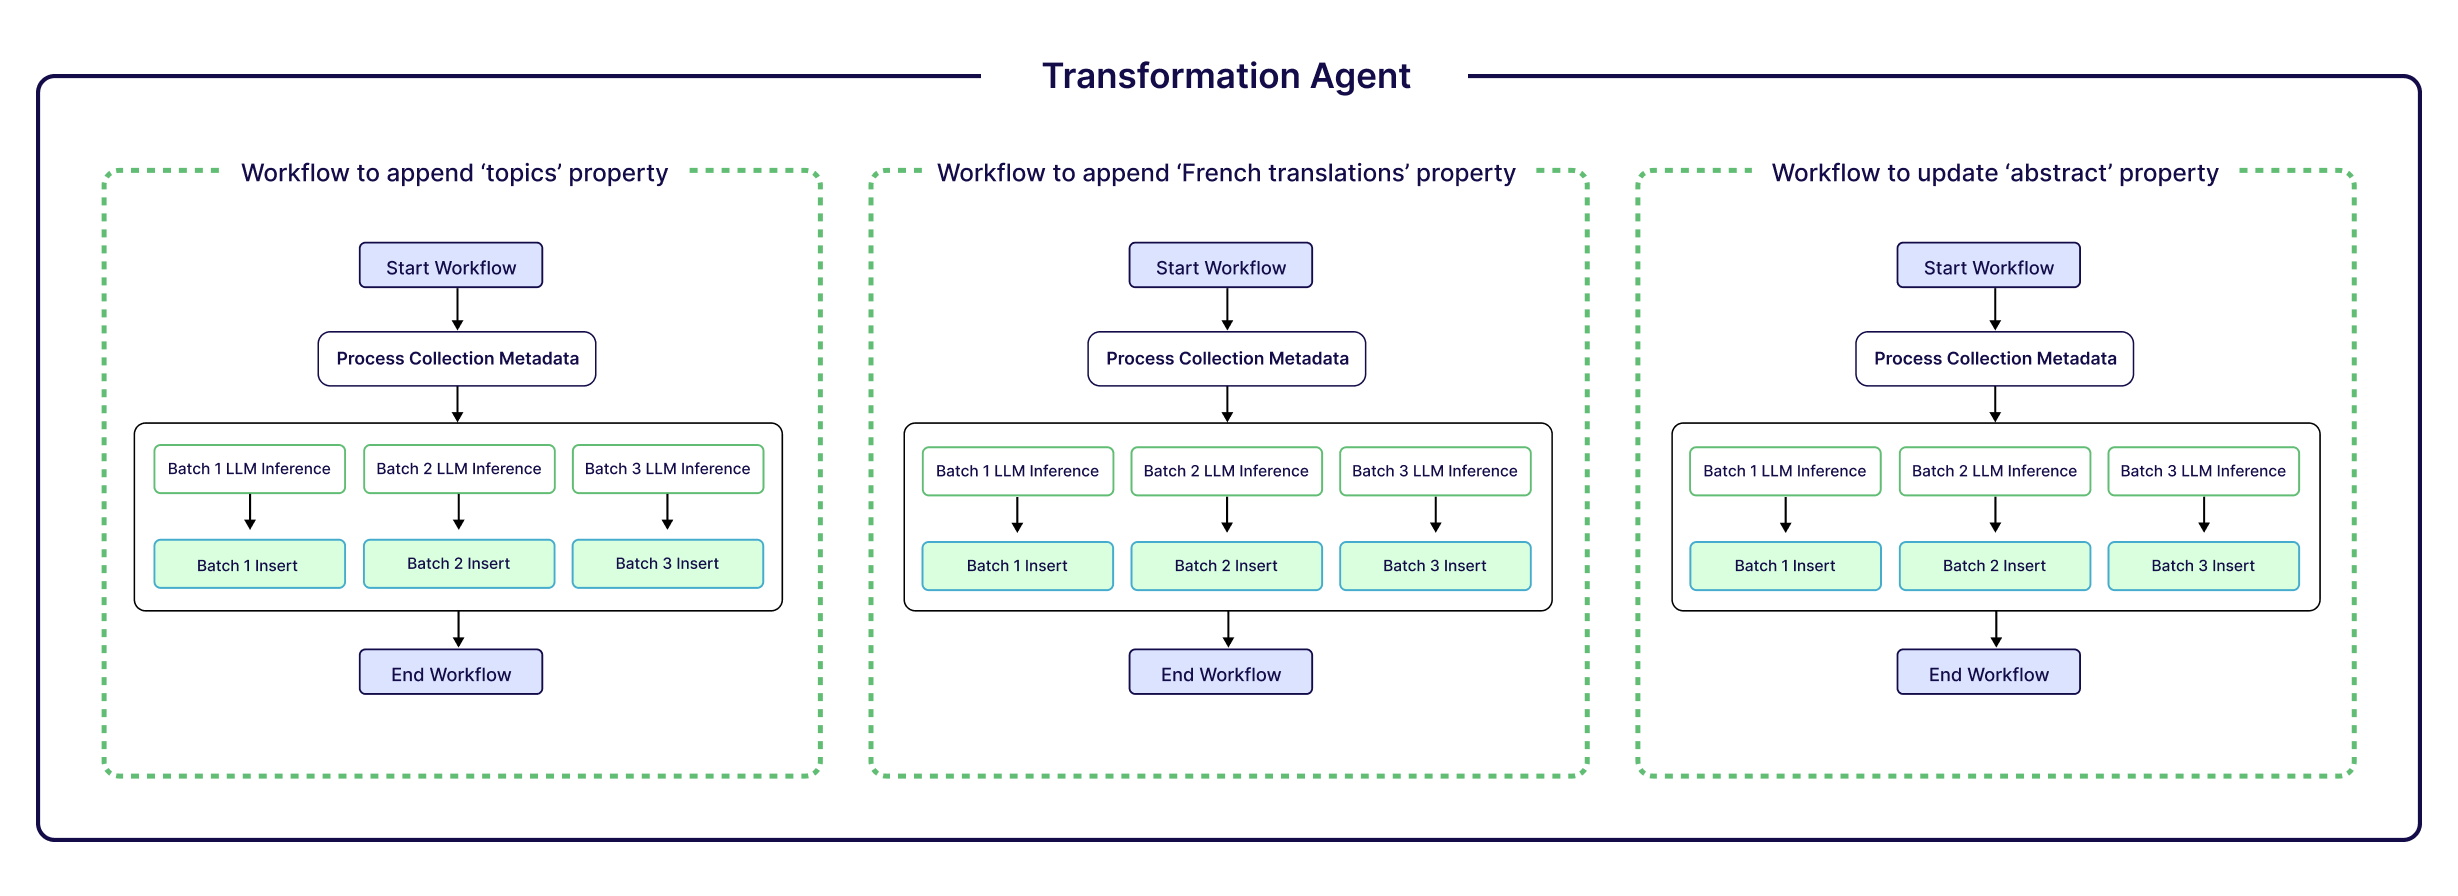 Transformation Agent
Workflow to append ‘topics’ property
Start Workflow
Process Collection Metadata
Batch 1 LLM Inference
Batch 2 LLM Inference
Batch 3 LLM Inference
Batch 1 Insert
Batch 2 Insert
Batch 3 Insert
End Workflow
Workflow to append ‘French translations’ property
Start Workflow
Process Collection Metadata
Batch 1 LLM Inference
Batch 2 LLM Inference
Batch 3 LLM Inference
Batch 1 Insert
Batch 2 Insert
Batch 3 Insert
End Workflow
Workflow to update ‘abstract’ property
Start Workflow
Process Collection Metadata
Batch 1 LLM Inference
Batch 2 LLM Inference
Batch 3 LLM Inference
Batch 1 Insert
Batch 2 Insert
Batch 3 Insert
End Workflow